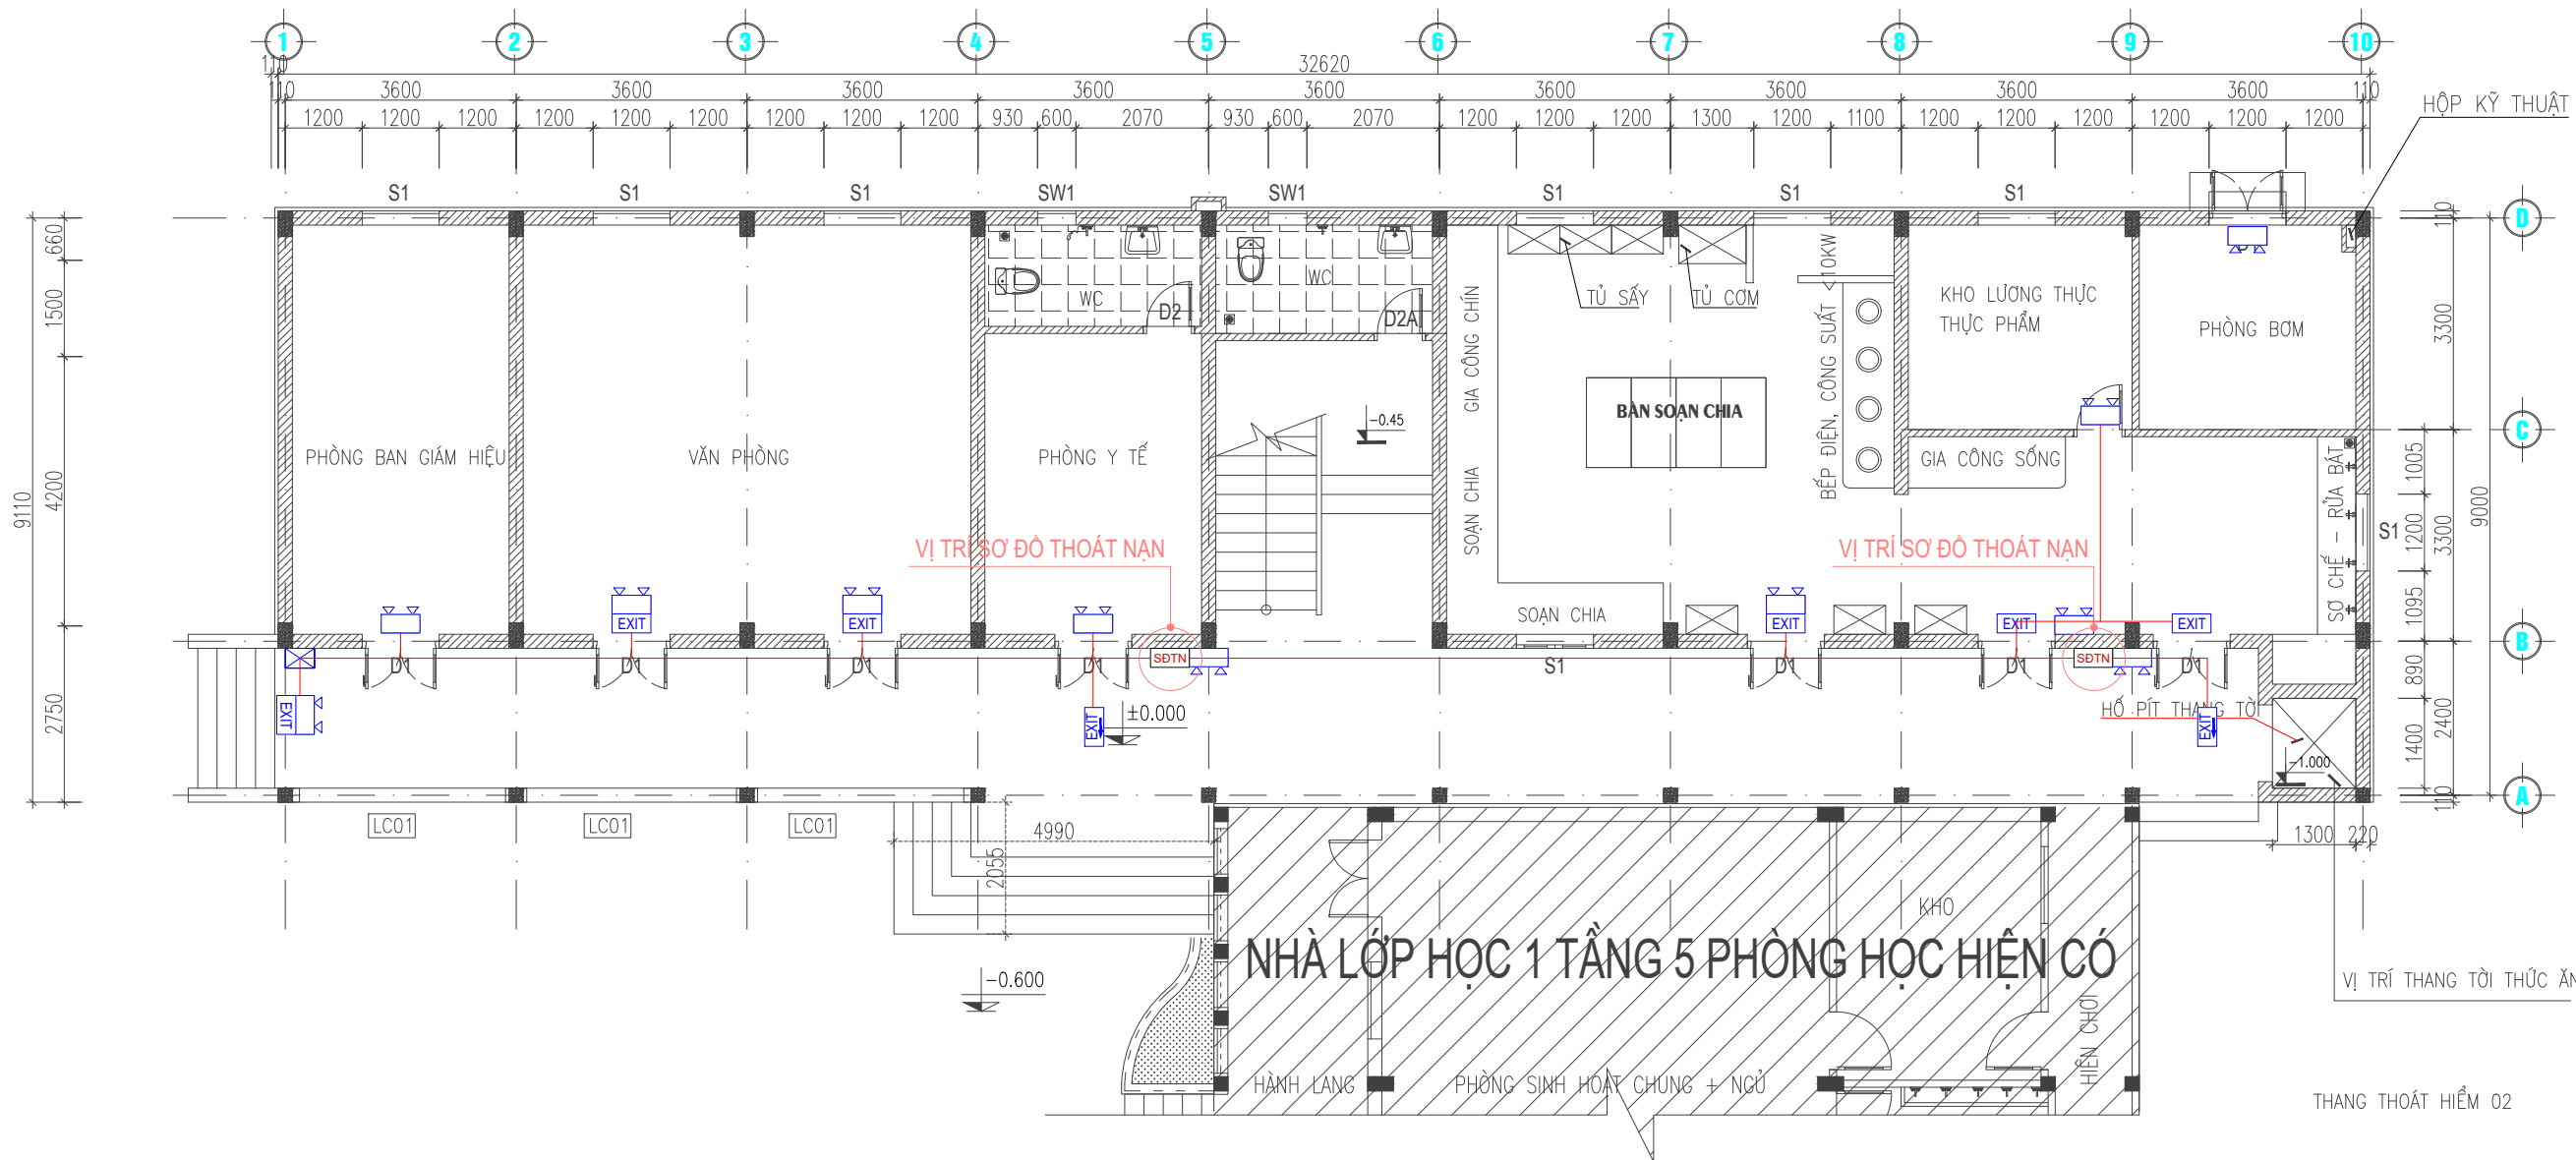 1 2 3 4 5 6 7 8 9 10
32620
110
110 3600 3600 3600 3600 3600 3600 3600 3600 3600 110
1200 1200 1200 1200 1200 1200 1200 1200 1200 930 600 2070 930 600 2070 1200 1200 1200 1300 1200 1100 1200 1200 1200 1200 1200 1200
HỘP KỸ THUẬT
S1 S1 S1 SW1 SW1 S1 S1 S1
D
C
B
A
660
1500
4200
2750
9110
110
3300
1005
1200
3300
1095
890
2400
1400
110
9000
WC
D2
WC
D2A
TỦ SẤY
TỦ CƠM
GIA CÔNG CHÍN
SOẠN CHIA
BẾP ĐIỆN, CÔNG SUẤT <10KW
BÀN SOẠN CHIA
KHO LƯƠNG THỰC
THỰC PHẨM
PHÒNG BƠM
-0.45
PHÒNG BAN GIÁM HIỆU
VĂN PHÒNG
PHÒNG Y TẾ
GIA CÔNG SỐNG
SƠ CHẾ - RỬA BÁT
S1
VỊ TRÍ SƠ ĐỒ THOÁT NẠN
VỊ TRÍ SƠ ĐỒ THOÁT NẠN
SOẠN CHIA
EXIT EXIT EXIT EXIT EXIT
D1 D1 D1 D1 SĐTN S1 D1 D1 SĐTN D1
EXIT EXIT EXIT
±0.000
HỐ PÍT THANG TỜI
-1.000
LC01 LC01 LC01
4990
2055
1300 220
KHO
NHÀ LỚP HỌC 1 TẦNG 5 PHÒNG HỌC HIỆN CÓ
-0.600
VỊ TRÍ THANG TỜI THỨC ĂN
HIÊN CHƠI
HÀNH LANG
PHÒNG SINH HOẠT CHUNG + NGỦ
THANG THOÁT HIỂM 02